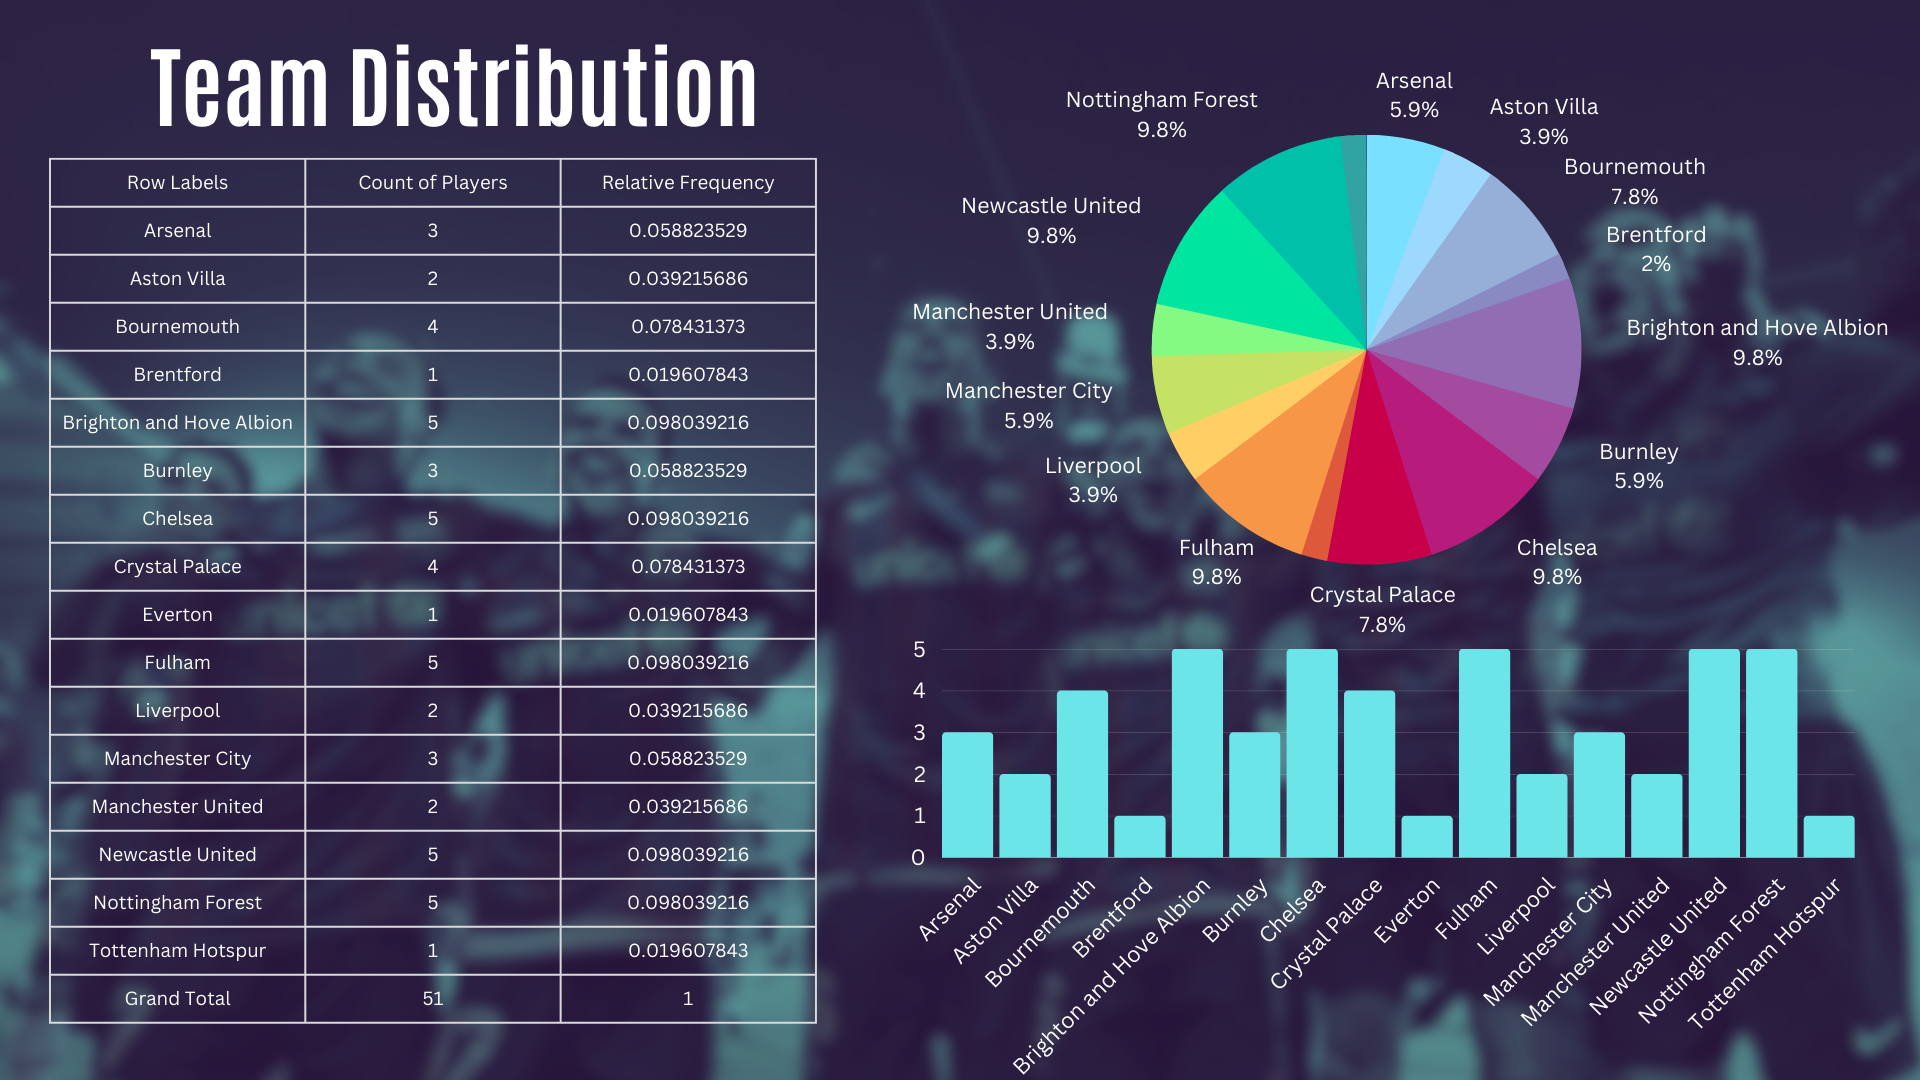 Team Distribution
Row Labels Count of Players Relative Frequency
Arsenal 3 0.058823529
Aston Villa 2 0.039215686
Bournemouth 4 0.078431373
Brentford 1 0.019607843
Brighton and Hove Albion 5 0.098039216
Burnley 3 0.058823529
Chelsea 5 0.098039216
Crystal Palace 4 0.078431373
Everton 1 0.019607843
Fulham 5 0.098039216
Liverpool 2 0.039215686
Manchester City 3 0.058823529
Manchester United 2 0.039215686
Newcastle United 5 0.098039216
Nottingham Forest 5 0.098039216
Tottenham Hotspur 1 0.019607843
Grand Total 51 1
Arsenal
5.9%
Aston Villa
3.9%
Bournemouth
7.8%
Brentford
2%
Brighton and Hove Albion
9.8%
Burnley
5.9%
Chelsea
9.8%
Crystal Palace
7.8%
Fulham
9.8%
Liverpool
3.9%
Manchester City
5.9%
Manchester United
3.9%
Newcastle United
9.8%
Nottingham Forest
9.8%
5
4
3
2
1
0
Arsenal
Aston Villa
Bournemouth
Brentford
Brighton and Hove Albion
Burnley
Chelsea
Crystal Palace
Everton
Fulham
Liverpool
Manchester City
Manchester United
Newcastle United
Nottingham Forest
Tottenham Hotspur